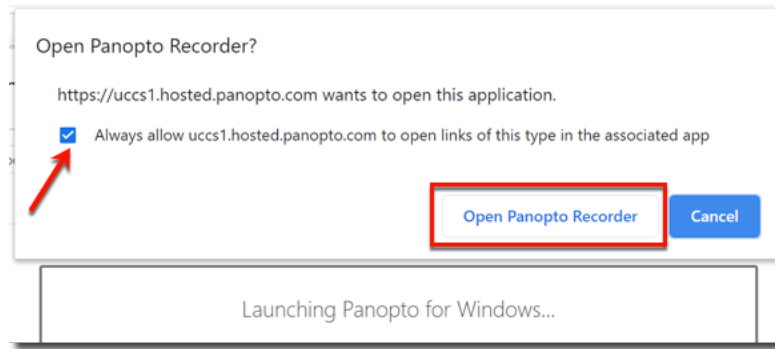 Open Panopto Recorder?
https://uccs1.hosted.panopto.com wants to open this application.
Always allow uccs1.hosted.panopto.com to open links of this type in the associated app
Open Panopto Recorder
Cancel
Launching Panopto for Windows...